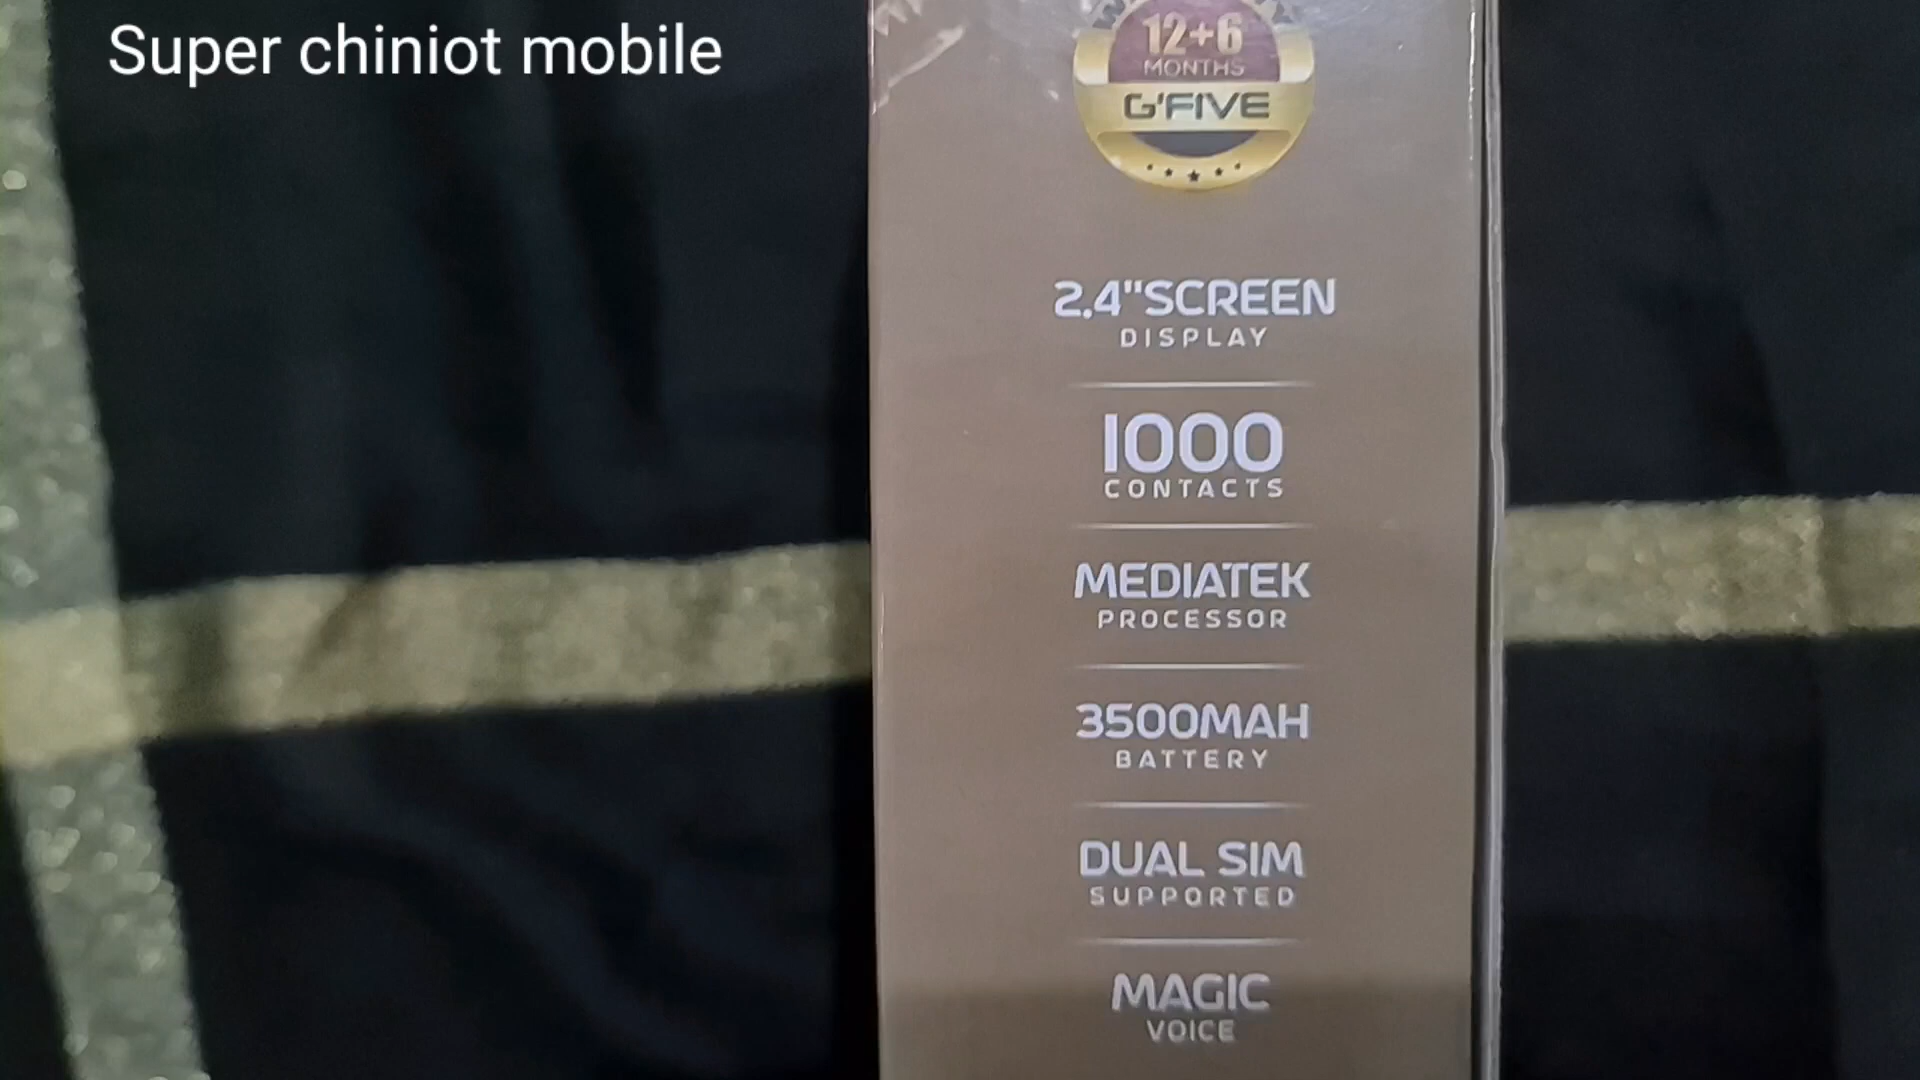 Super chiniot mobile
12+6
MONTHS
G'FIVE
2.4"SCREEN
DISPLAY
1000
CONTACTS
MEDIATEK
PROCESSOR
3500MAH
BATTERY
DUAL SIM
SUPPORTED
MAGIC
VOICE